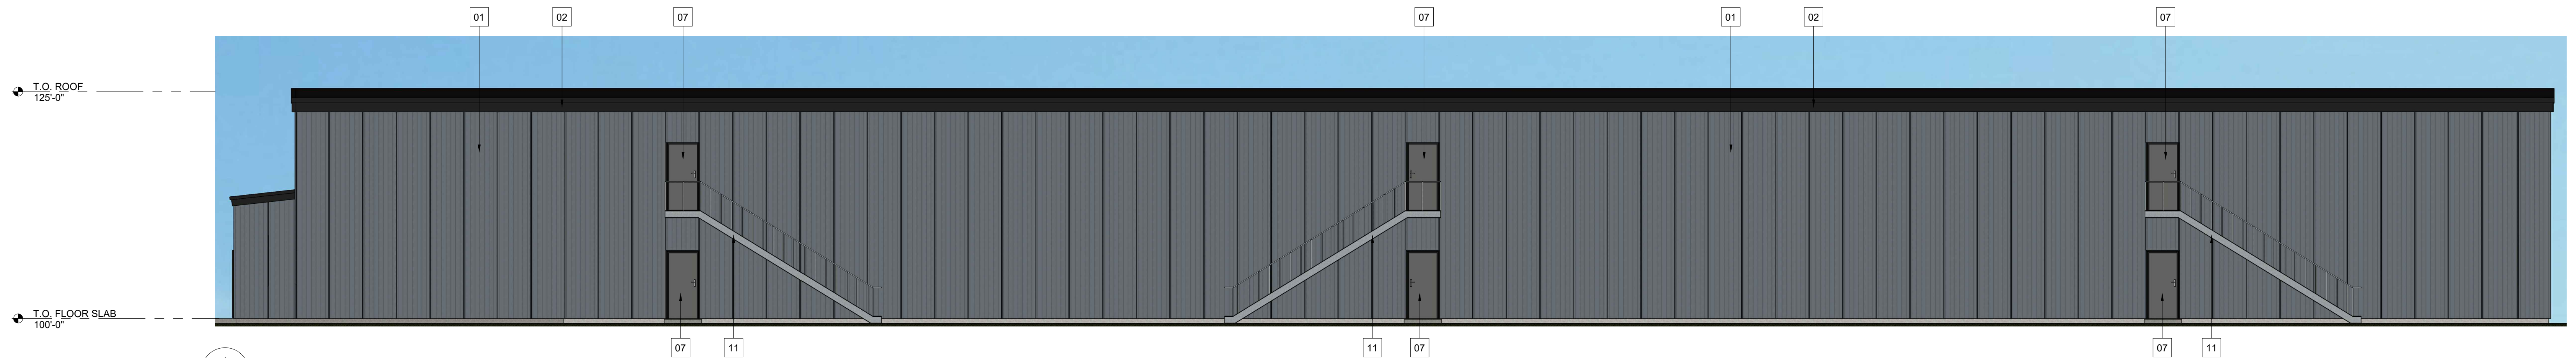 01 02 07 07 01 02 07
T.O. ROOF
125'-0"
T.O. FLOOR SLAB
100'-0"
07 11 11 07 07 11